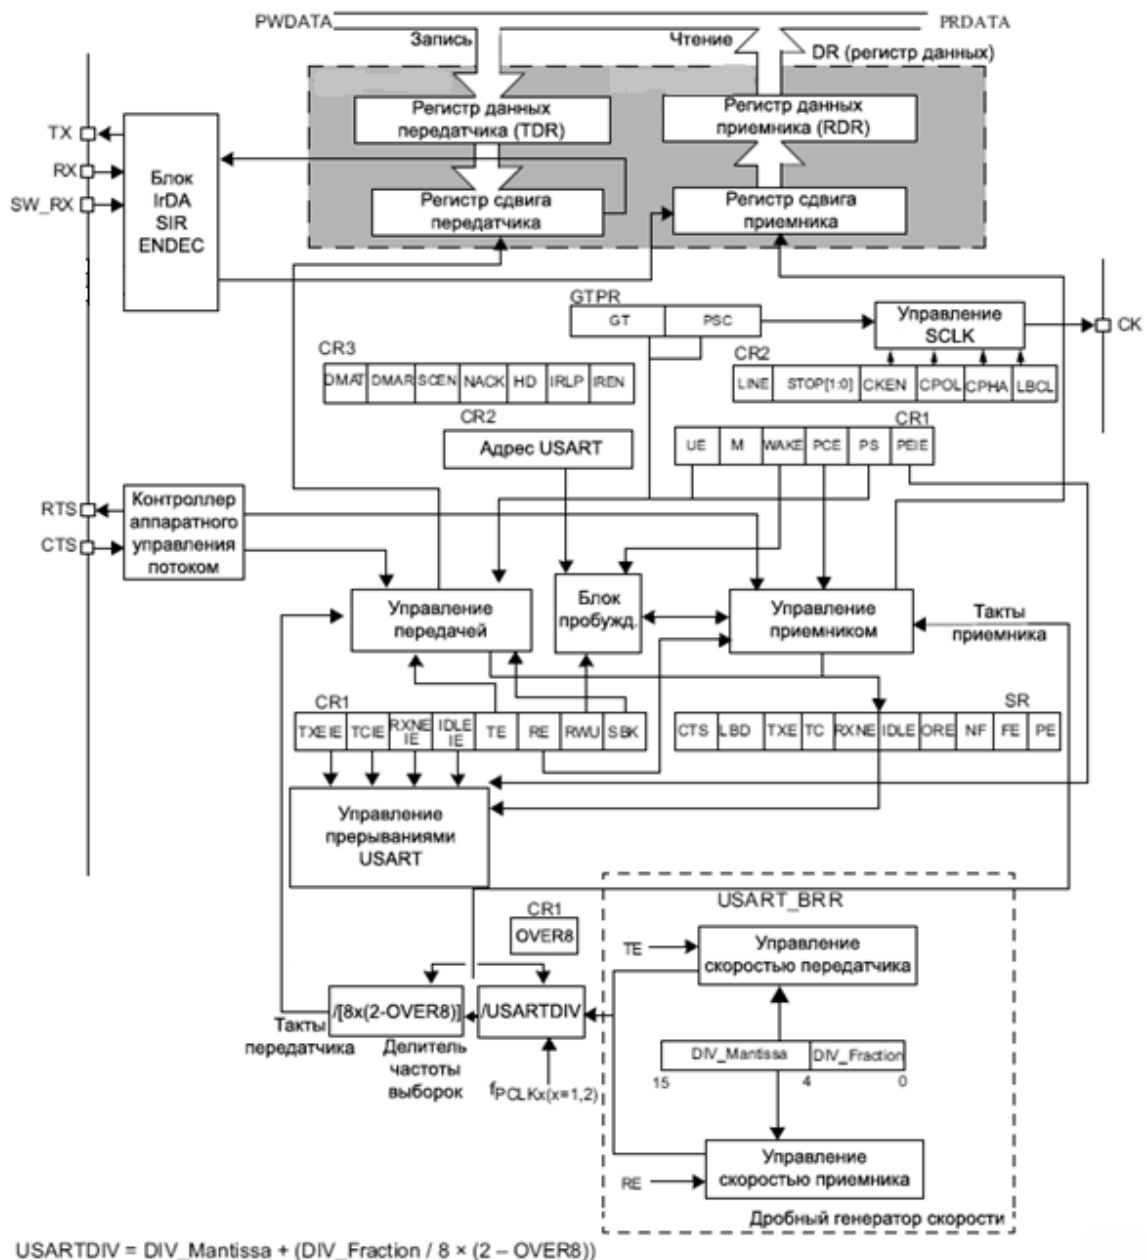 PWDATA
PRDATA
Запись
Чтение
DR (регистр данных)
Регистр данных
передатчика (TDR)
Регистр данных
приемника (RDR)
TX
RX
SW_RX
Блок
IrDA
SIR
ENDEC
Регистр сдвига
передатчика
Регистр сдвига
приемника
GTPR
GT
PSC
Управление
SCLK
CK
CR3
DMAT DMAR SCEN NACK HD IRLP IREN
CR2
LINE STOP[1:0] CKEN CPOL CPHA LBCL
CR2
Адрес USART
CR1
UE M WAKE PCE PS PEIE
RTS
CTS
Контроллер
аппаратного
управления
потоком
Управление
передачей
Блок
пробужд.
Управление
приемником
Такты
приемника
CR1
TXEIE TCIE RXNE IE IDLE IE TE RE RWU SBK
SR
CTS LBD TXE TC RXNE IDLE ORE NF FE PE
Управление
прерываниями
USART
USART_BRR
CR1
OVER8
TE
Управление
скоростью передатчика
/[8x(2-OVER8)]
/USARTDIV
Такты
передатчика
Делитель
частоты
выборок
fPCLKx(x=1,2)
DIV_Mantissa DIV_Fraction
15 4 0
RE
Управление
скоростью приемника
Дробный генератор скорости
USARTDIV = DIV_Mantissa + (DIV_Fraction / 8 × (2 – OVER8))